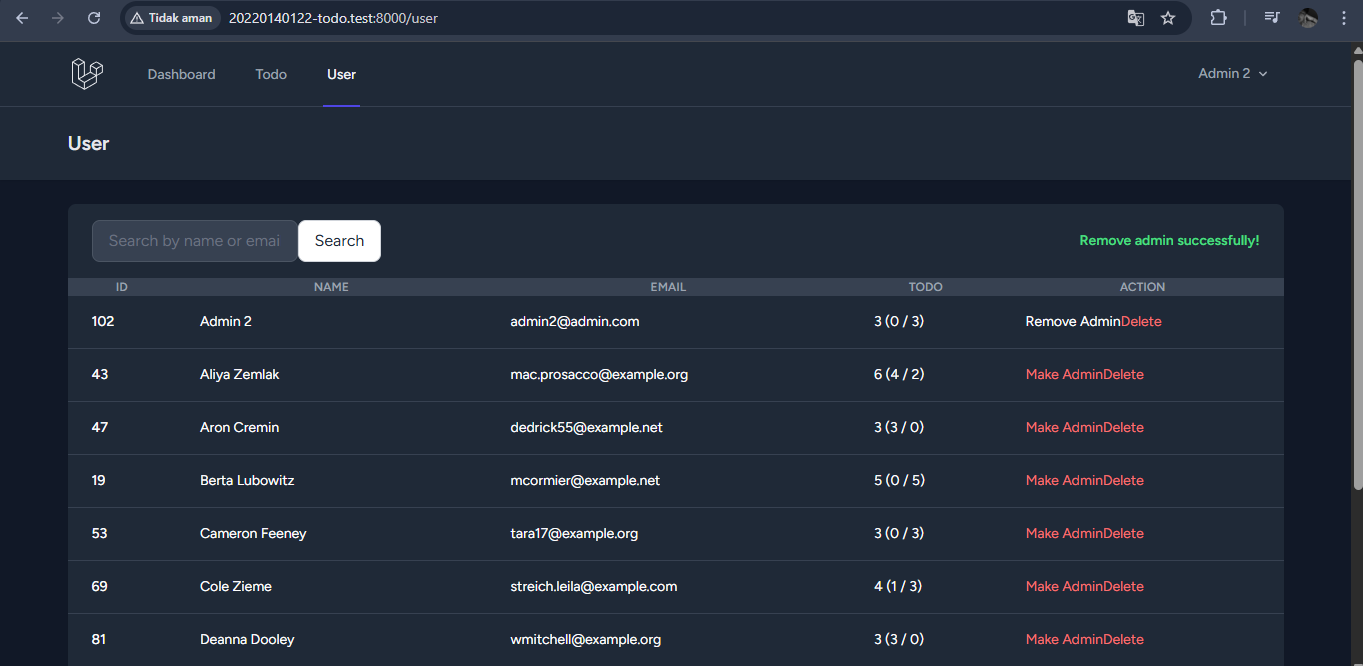 Tidak aman 20220140122-todo.test:8000/user
Dashboard Todo User Admin 2
User
Search by name or emai Search Remove admin successfully!
ID NAME EMAIL TODO ACTION
102 Admin 2 admin2@admin.com 3 (0 / 3) Remove AdminDelete
43 Aliya Zemlak mac.prosacco@example.org 6 (4 / 2) Make AdminDelete
47 Aron Cremin dedrick55@example.net 3 (3 / 0) Make AdminDelete
19 Berta Lubowitz mcormier@example.net 5 (0 / 5) Make AdminDelete
53 Cameron Feeney tara17@example.org 3 (0 / 3) Make AdminDelete
69 Cole Zieme streich.leila@example.com 4 (1 / 3) Make AdminDelete
81 Deanna Dooley wmitchell@example.org 3 (3 / 0) Make AdminDelete